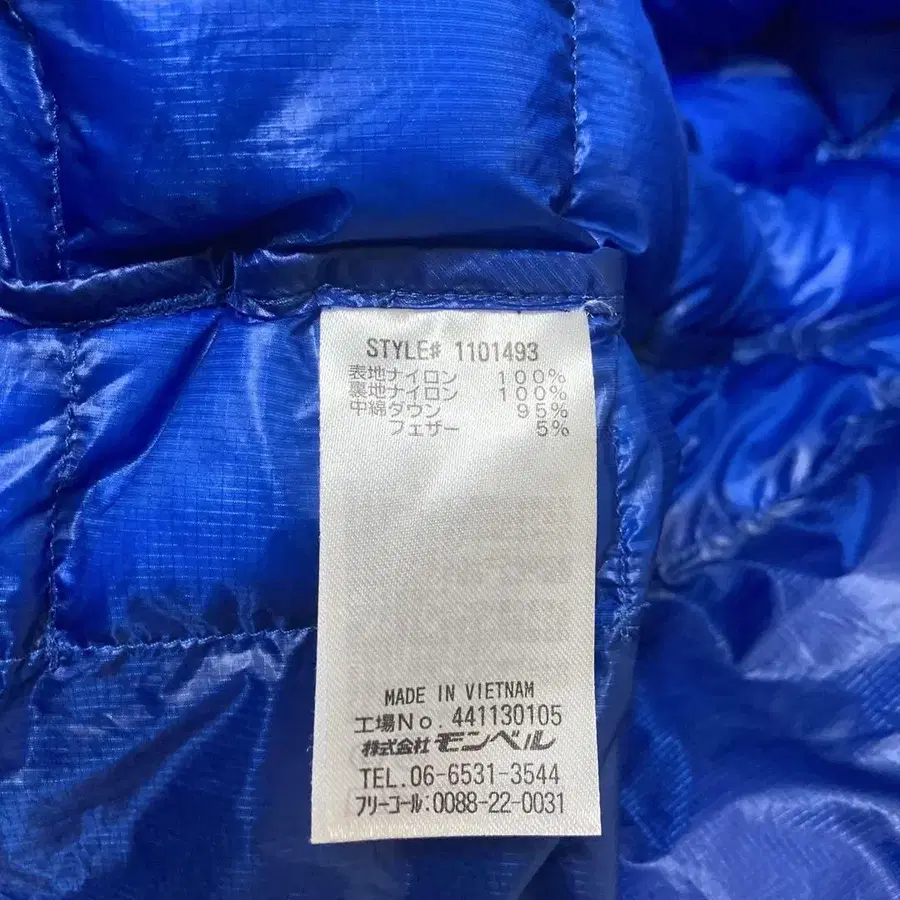 STYLE# 1101493
表地ナイロン 100%
裏地ナイロン 100%
中綿ダウン 95%
フェザー 5%
MADE IN VIETNAM
工場No. 441130105
株式会社 モンベル
TEL.06-6531-3544
フリーコール:0088-22-0031